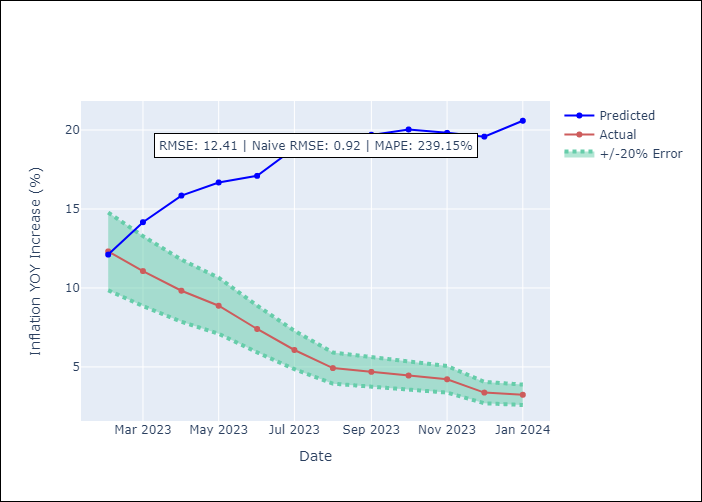 RMSE: 12.41 | Naive RMSE: 0.92 | MAPE: 239.15%
Predicted
Actual
+/-20% Error
Inflation YOY Increase (%)
20
15
10
5
Mar 2023 May 2023 Jul 2023 Sep 2023 Nov 2023 Jan 2024
Date